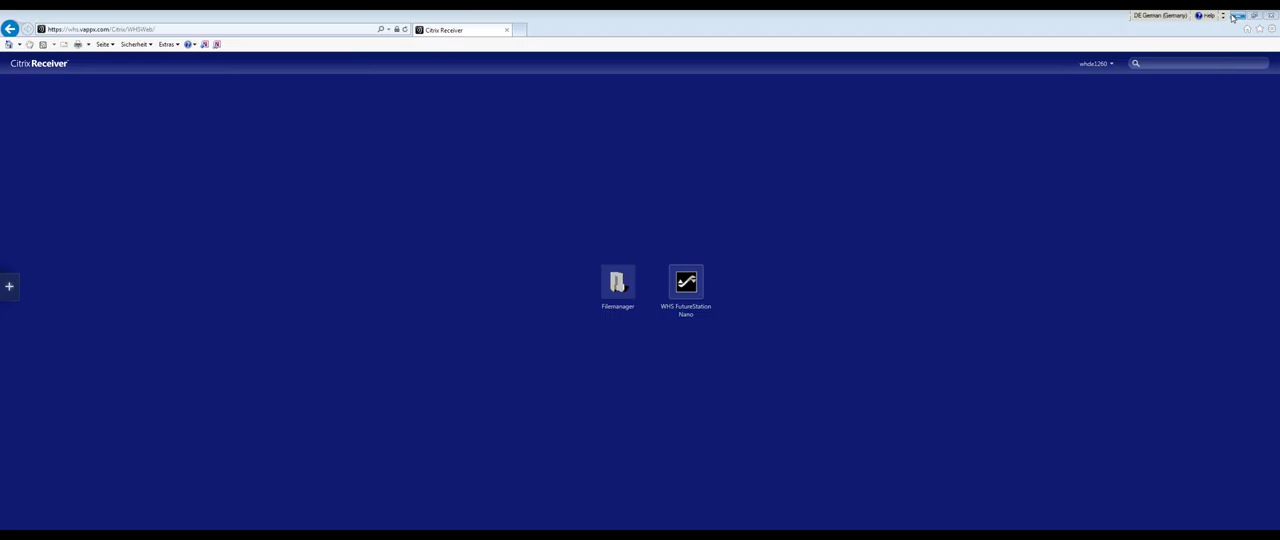 DE German (Germany) Help
https://whs.vappx.com/Citrix/WHSWeb/
Citrix Receiver
Seite Sicherheit Extras
Citrix Receiver
whde1260
Filemanager
WHS FutureStation
Nano